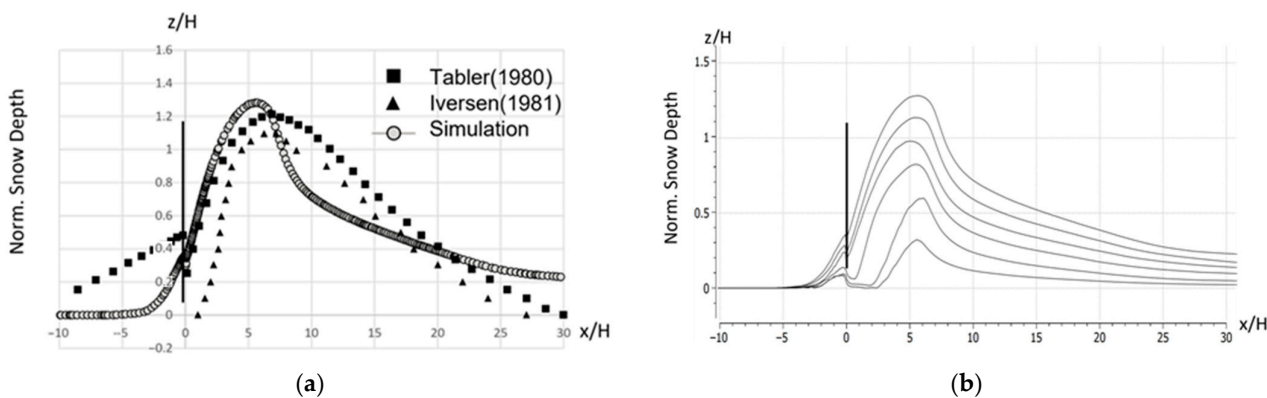 z/H
Norm. Snow Depth
1.6
1.4
1.2
1
0.8
0.6
0.4
0.2
0
-0.2
-10
-5
0
5
10
15
20
25
30
x/H
Tabler(1980)
Iversen(1981)
Simulation
(a)
z/H
Norm. Snow Depth
1.5
1
0.5
0
-10
-5
0
5
10
15
20
25
30
x/H
(b)